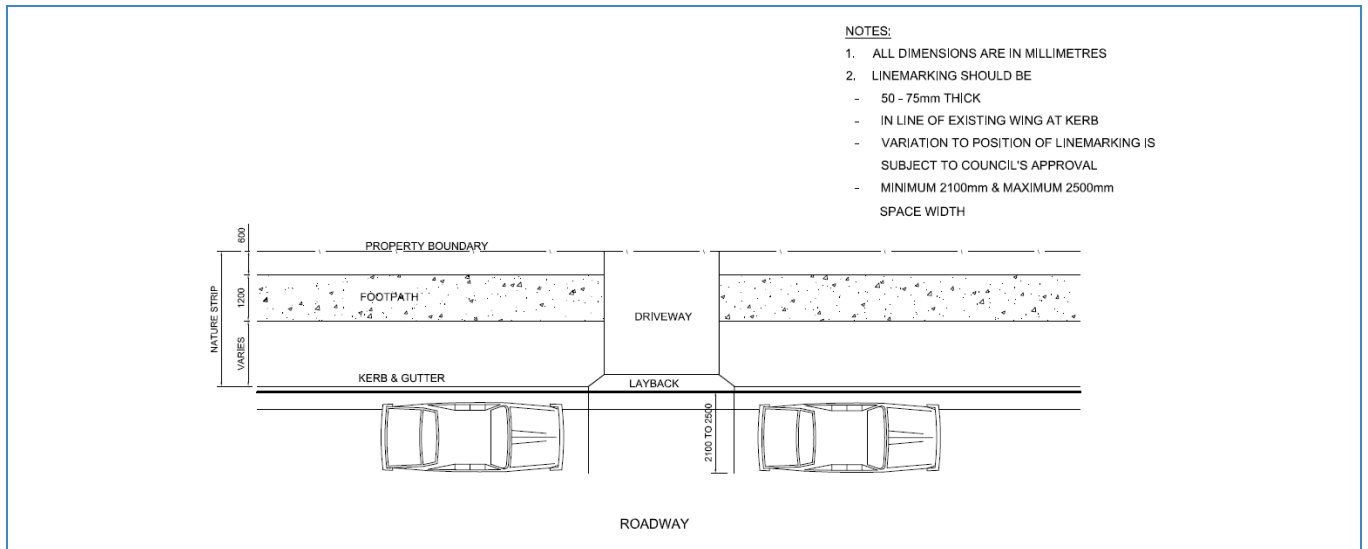 NOTES:
1. ALL DIMENSIONS ARE IN MILLIMETRES
2. LINEMARKING SHOULD BE
- 50 - 75mm THICK
- IN LINE OF EXISTING WING AT KERB
- VARIATION TO POSITION OF LINEMARKING IS
SUBJECT TO COUNCIL'S APPROVAL
- MINIMUM 2100mm & MAXIMUM 2500mm
SPACE WIDTH
600
PROPERTY BOUNDARY
NATURE STRIP
1200
FOOTPATH
DRIVEWAY
VARIES
KERB & GUTTER
LAYBACK
2100 TO 2500
ROADWAY